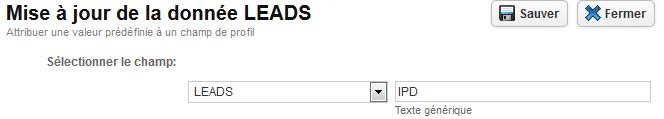 Mise à jour de la donnée LEADS
Sauver
Fermer
Attribuer une valeur prédéfinie à un champ de profil
Sélectionner le champ:
LEADS
IPD
Texte générique